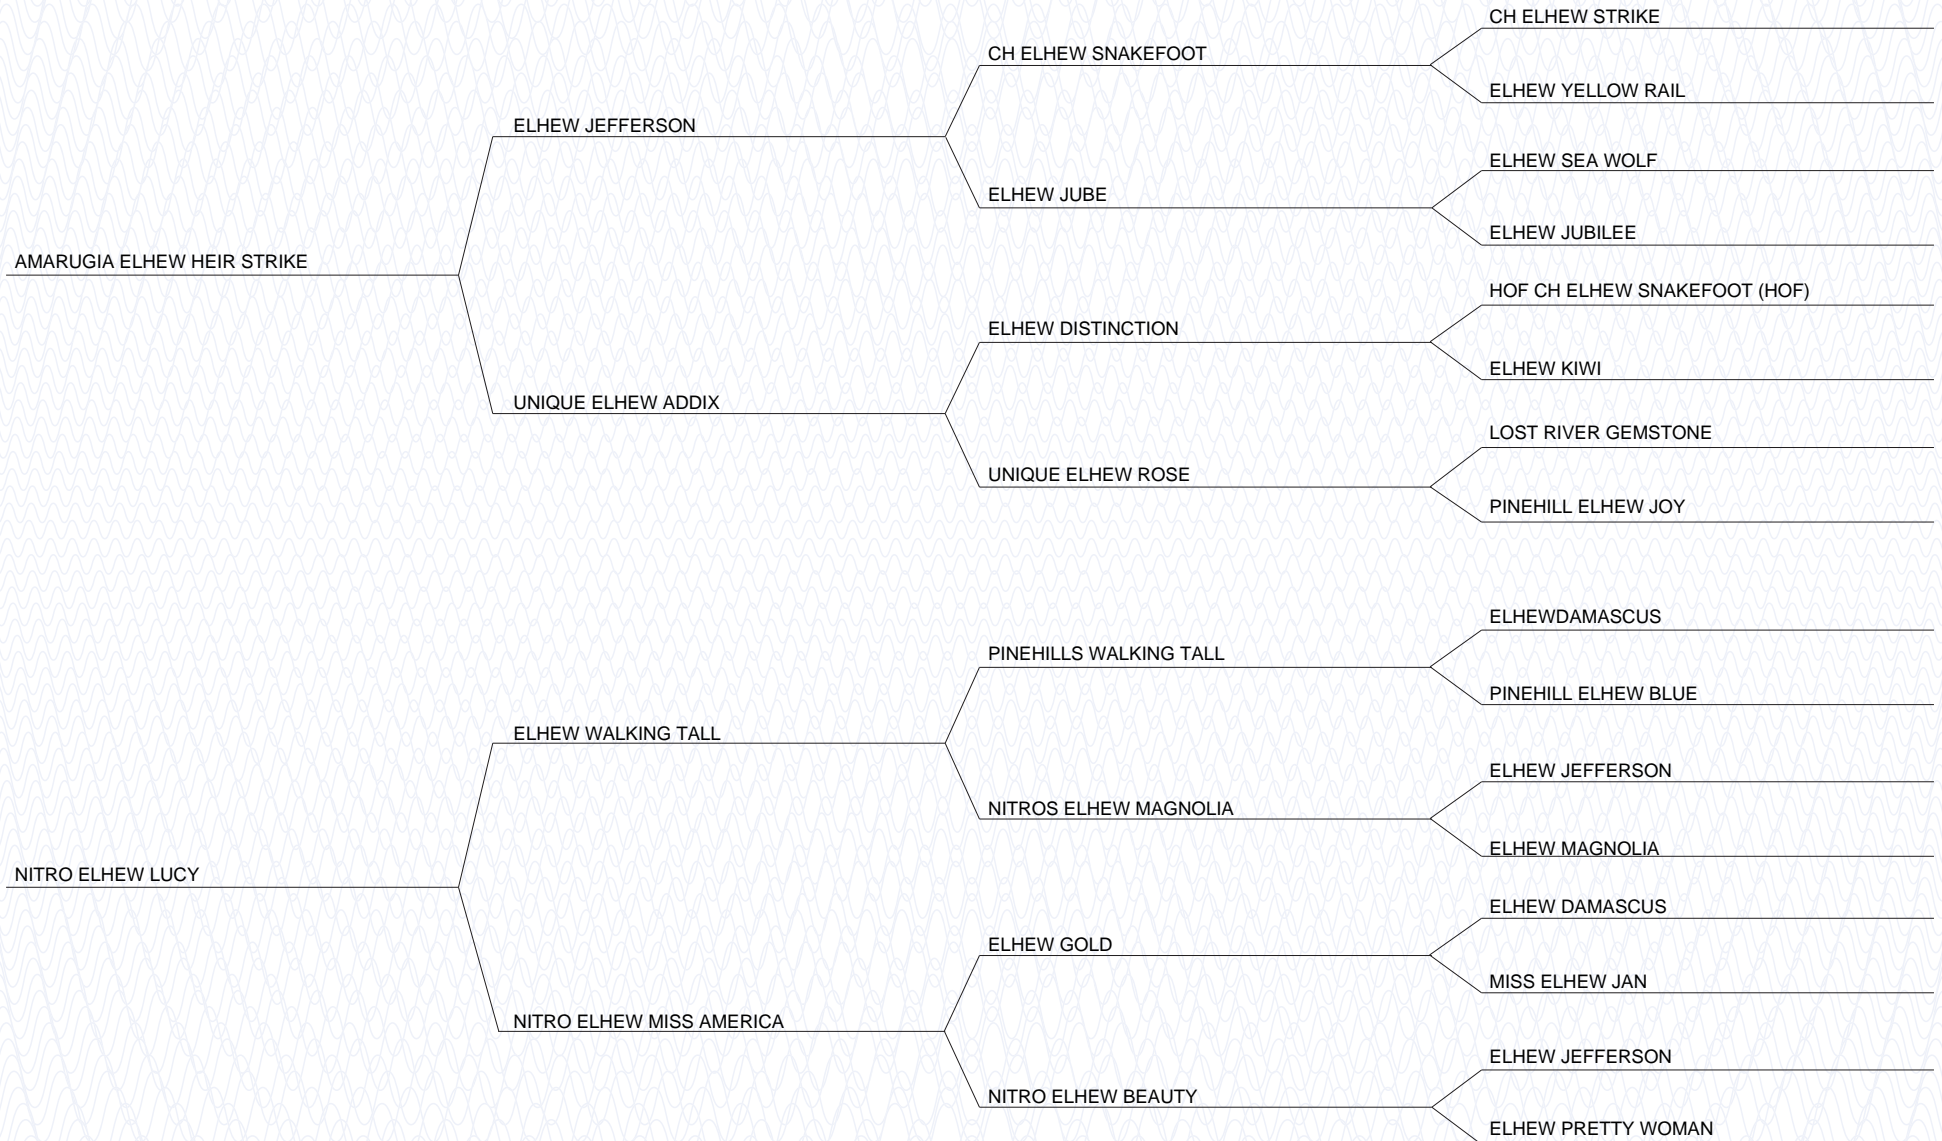 CH ELHEW STRIKE
CH ELHEW SNAKEFOOT
ELHEW YELLOW RAIL
ELHEW JEFFERSON
ELHEW SEA WOLF
ELHEW JUBE
ELHEW JUBILEE
AMARUGIA ELHEW HEIR STRIKE
HOF CH ELHEW SNAKEFOOT (HOF)
ELHEW DISTINCTION
ELHEW KIWI
UNIQUE ELHEW ADDIX
LOST RIVER GEMSTONE
UNIQUE ELHEW ROSE
PINEHILL ELHEW JOY
ELHEWDAMASCUS
PINEHILLS WALKING TALL
PINEHILL ELHEW BLUE
ELHEW WALKING TALL
ELHEW JEFFERSON
NITROS ELHEW MAGNOLIA
ELHEW MAGNOLIA
NITRO ELHEW LUCY
ELHEW DAMASCUS
ELHEW GOLD
MISS ELHEW JAN
NITRO ELHEW MISS AMERICA
ELHEW JEFFERSON
NITRO ELHEW BEAUTY
ELHEW PRETTY WOMAN